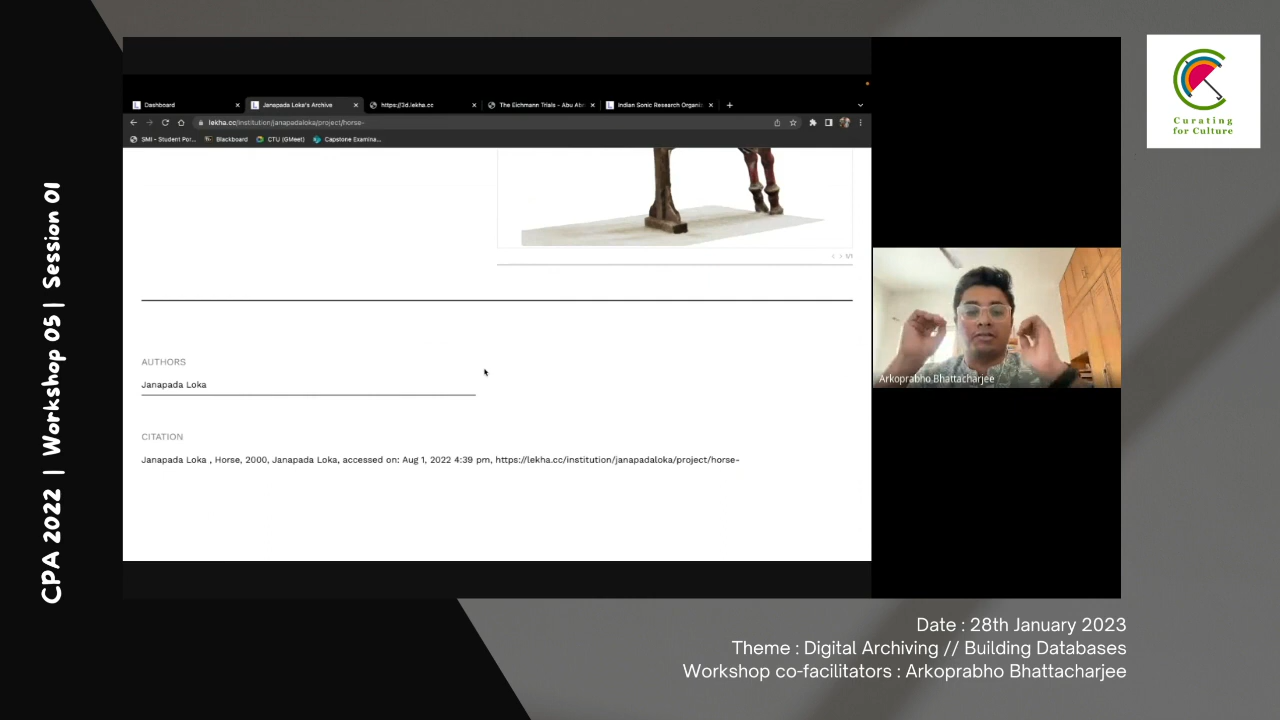 CPA 2022 | Workshop 05 | Session 01
Dashboard
Janapada Loka's Archive
https://3d.lekha.cc
The Eichmann Trials - Abu Abr
Indian Sonic Research Organis
lekha.cc/institution/janapadaloka/project/horse-
SMI - Student Por...
Blackboard
CTU (GMeet)
Capstone Examina...
1/1
AUTHORS
Janapada Loka
CITATION
Janapada Loka , Horse, 2000, Janapada Loka, accessed on: Aug 1, 2022 4:39 pm, https://lekha.cc/institution/janapadaloka/project/horse-
Arkoprabho Bhattacharjee
Curating
for Culture
Date : 28th January 2023
Theme : Digital Archiving // Building Databases
Workshop co-facilitators : Arkoprabho Bhattacharjee